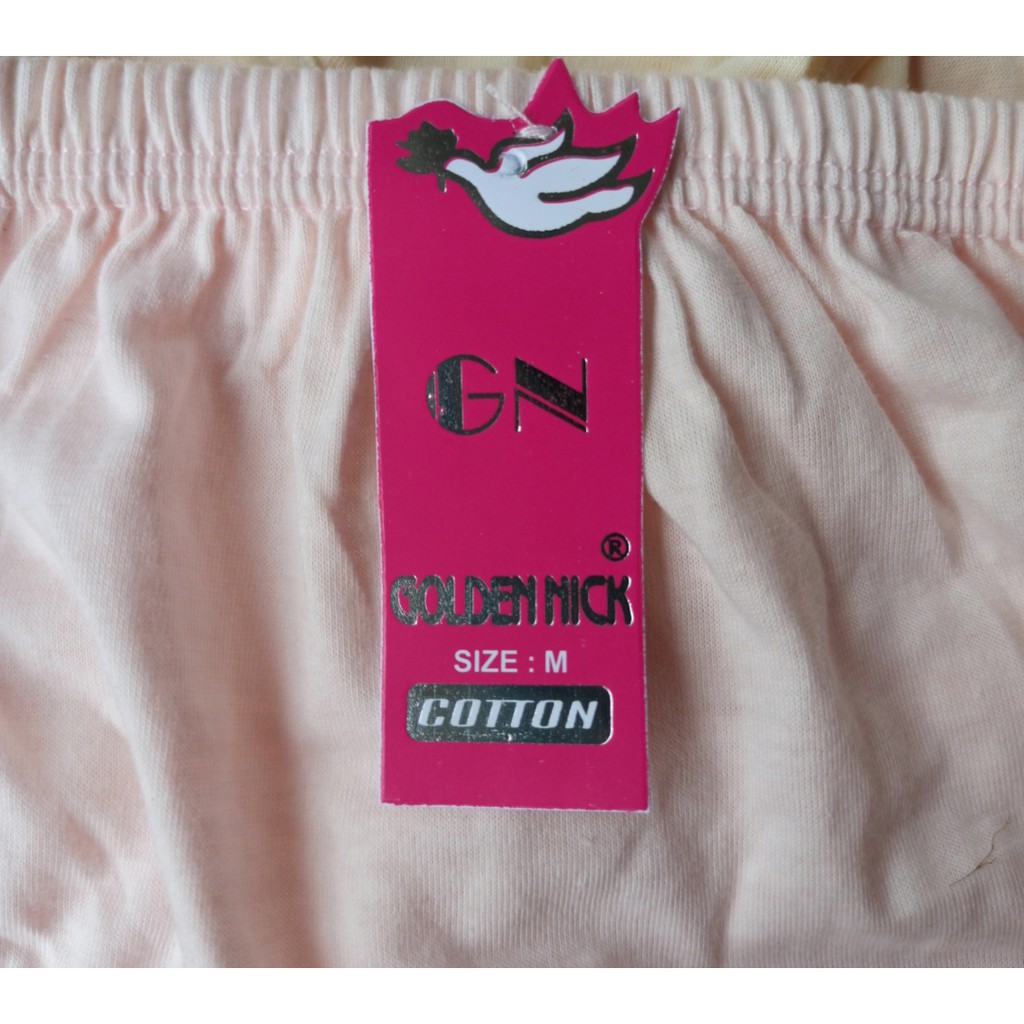 GN
®
GOLDEN NICK
SIZE : M
COTTON